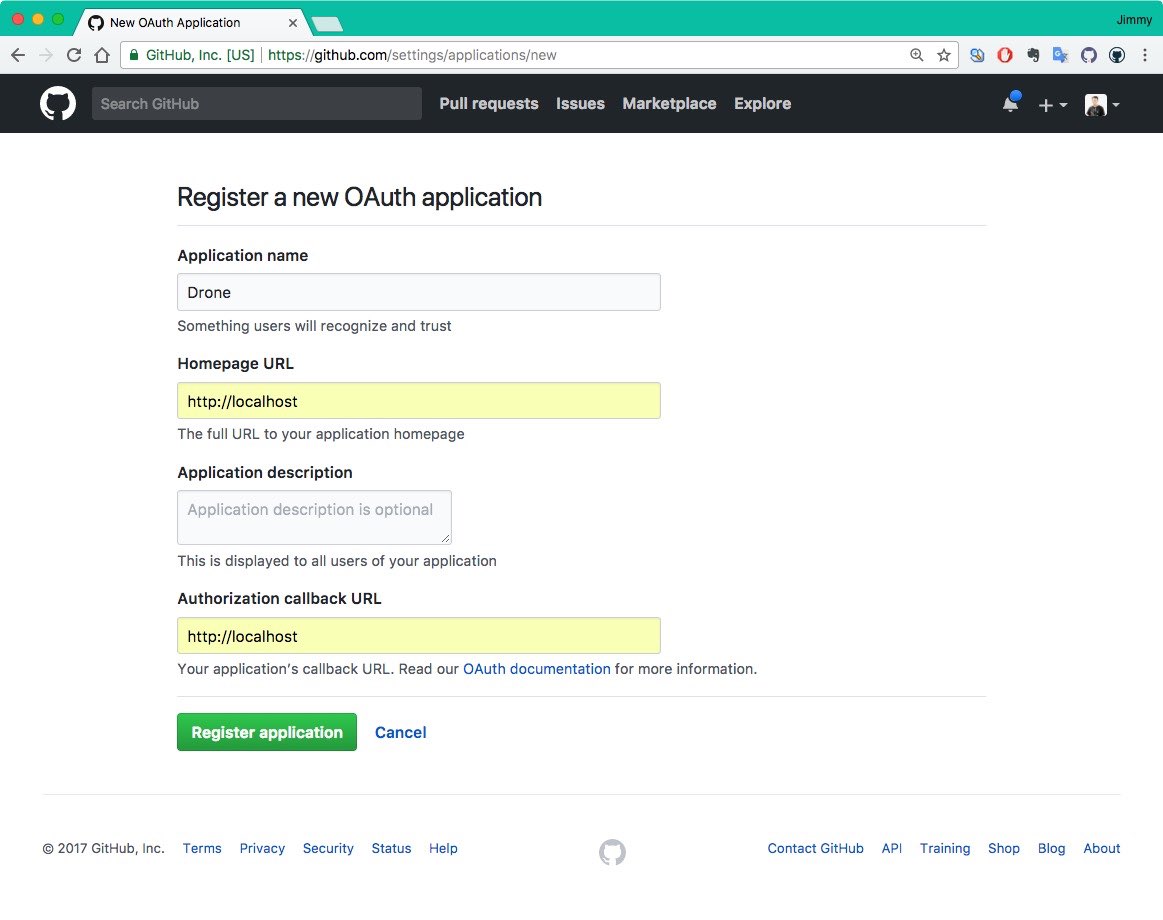 New OAuth Application
Jimmy
GitHub, Inc. [US] https://github.com/settings/applications/new
Search GitHub Pull requests Issues Marketplace Explore
Register a new OAuth application
Application name
Drone
Something users will recognize and trust
Homepage URL
http://localhost
The full URL to your application homepage
Application description
Application description is optional
This is displayed to all users of your application
Authorization callback URL
http://localhost
Your application’s callback URL. Read our OAuth documentation for more information.
Register application Cancel
© 2017 GitHub, Inc. Terms Privacy Security Status Help Contact GitHub API Training Shop Blog About